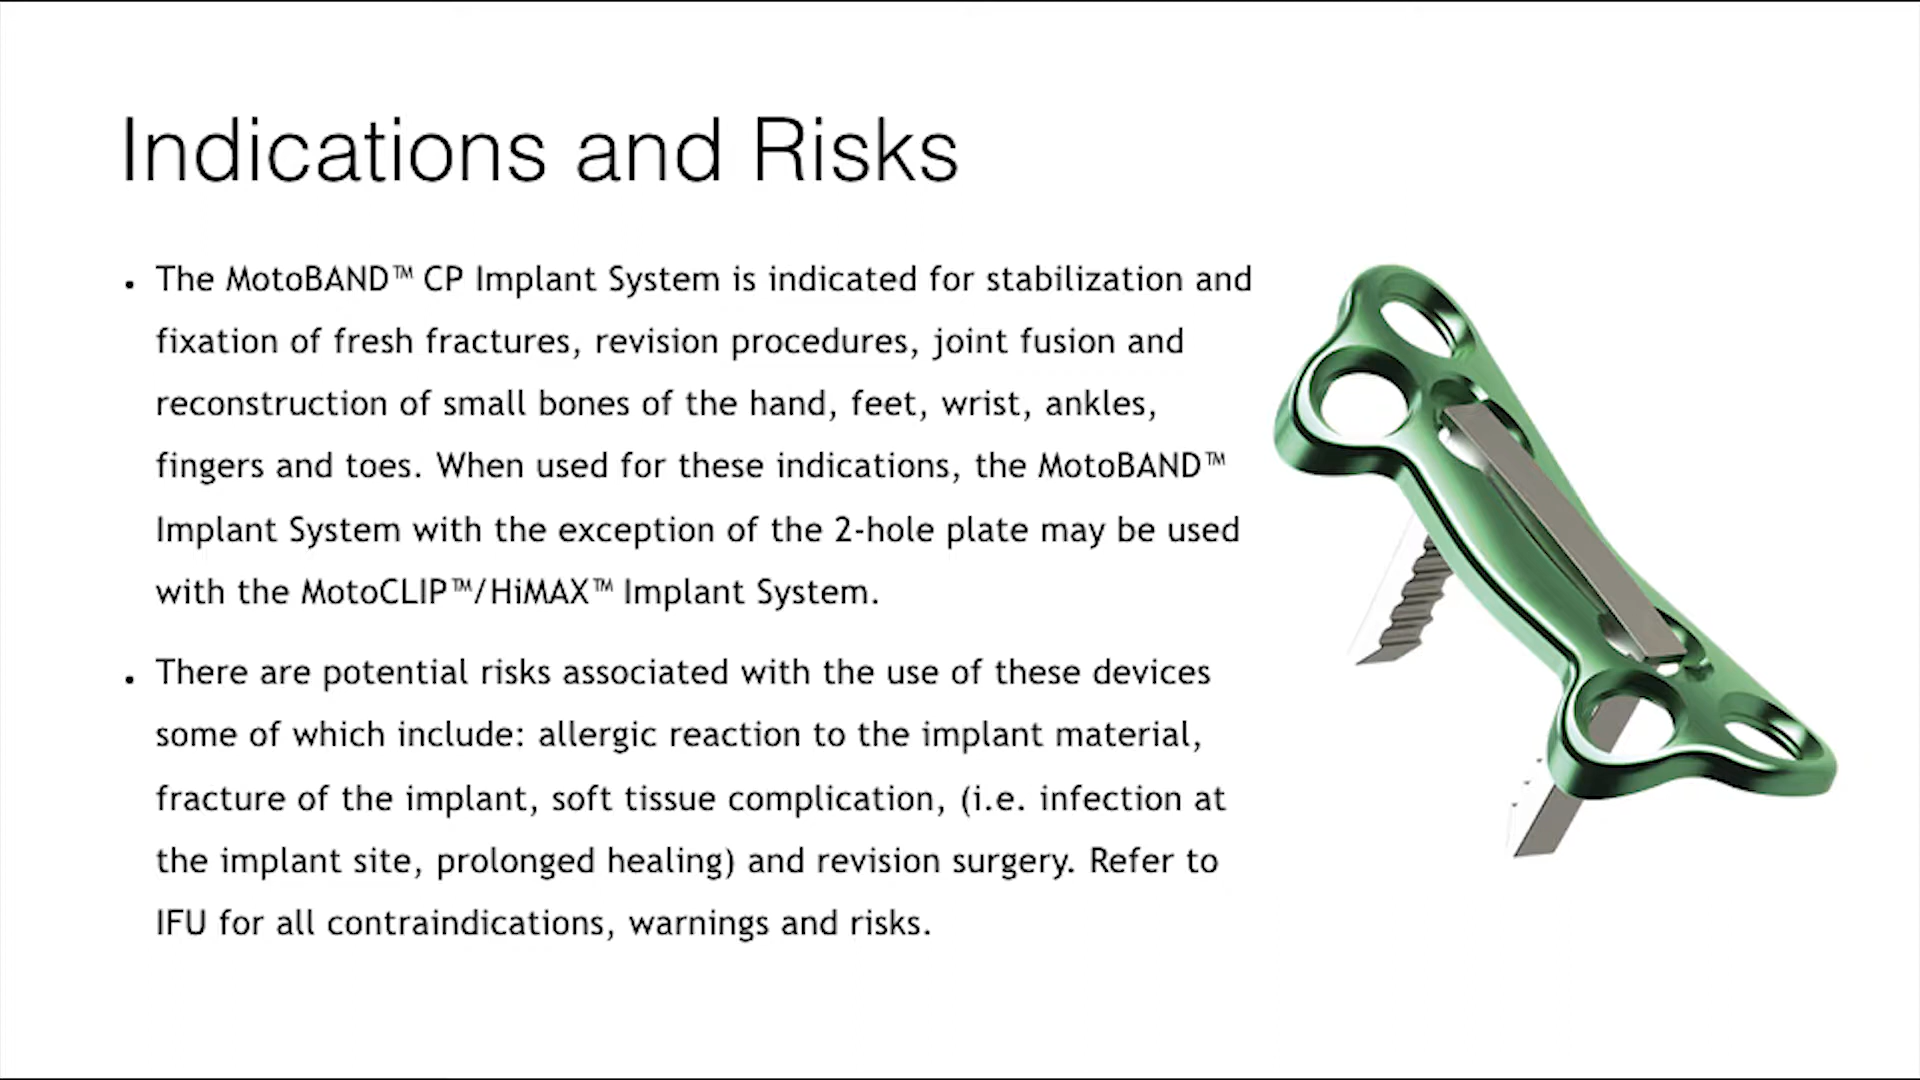 Indications and Risks
• The MotoBAND™ CP Implant System is indicated for stabilization and
fixation of fresh fractures, revision procedures, joint fusion and
reconstruction of small bones of the hand, feet, wrist, ankles,
fingers and toes. When used for these indications, the MotoBAND™
Implant System with the exception of the 2-hole plate may be used
with the MotoCLIP™/HiMAX™ Implant System.
• There are potential risks associated with the use of these devices
some of which include: allergic reaction to the implant material,
fracture of the implant, soft tissue complication, (i.e. infection at
the implant site, prolonged healing) and revision surgery. Refer to
IFU for all contraindications, warnings and risks.